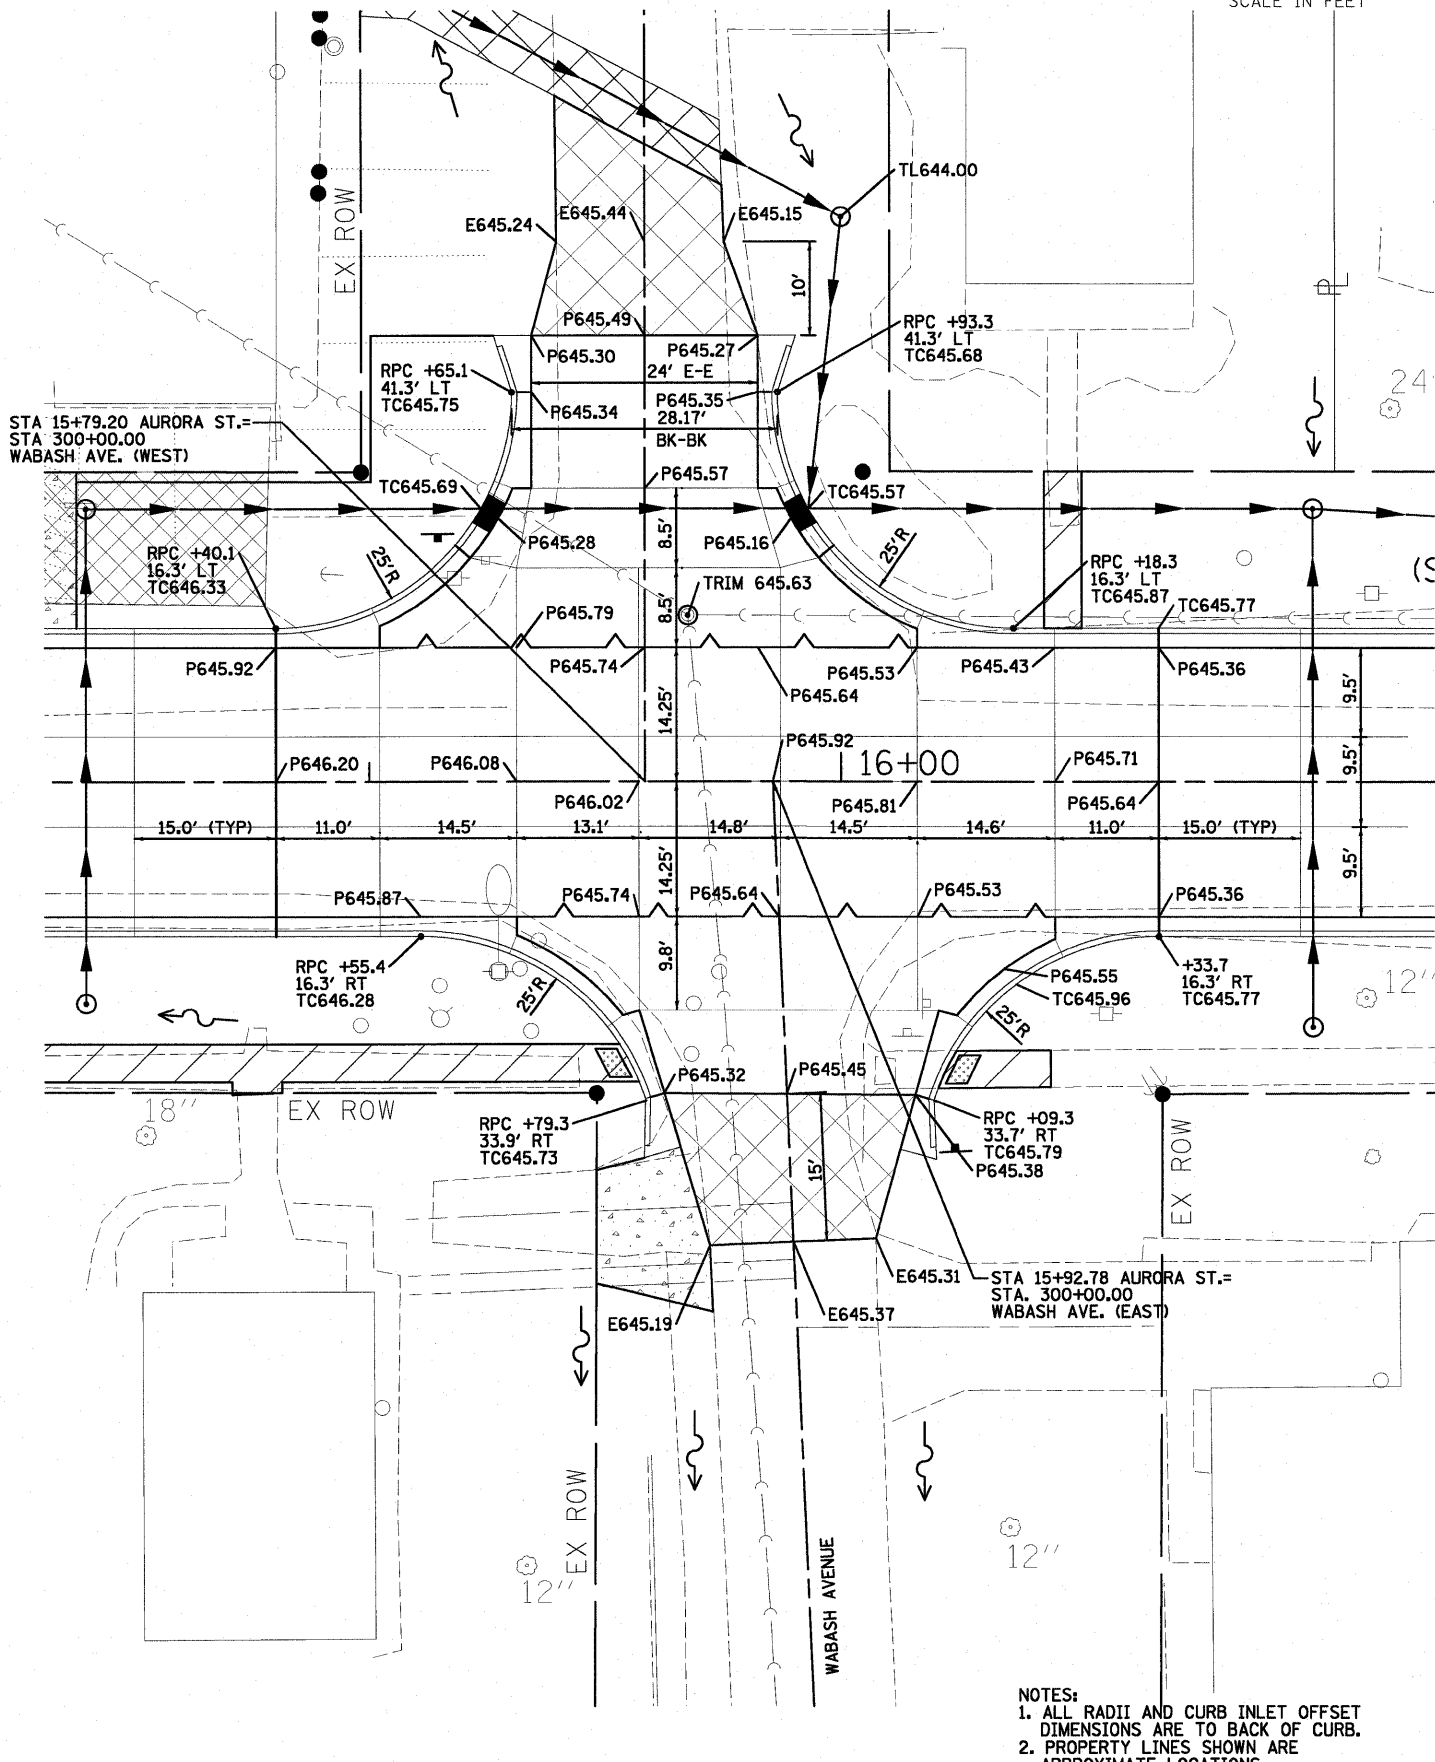 SCALE IN FEET
TL644.00
EX ROW
E645.24
E645.44
E645.15
10'
P645.49
P645.30
P645.27
24' E-E
RPC +93.3
41.3' LT
TC645.68
RPC +65.1
41.3' LT
TC645.75
P645.34
P645.35
28.17'
BK-BK
24"
STA 15+79.20 AURORA ST.=
STA 300+00.00
WABASH AVE. (WEST)
P645.57
TC645.69
TC645.57
P645.28
8.5'
P645.16
25'R
25'R
RPC +40.1
16.3' LT
TC646.33
TRIM 645.63
RPC +18.3
16.3' LT
TC645.87
(S
TC645.77
P645.79
8.5'
P645.92
P645.74
P645.53
P645.43
P645.36
P645.64
14.25'
9.5'
P645.92
16+00
P646.20
P646.08
P645.71
9.5'
P646.02
P645.81
P645.64
15.0' (TYP)
11.0'
14.5'
13.1'
14.8'
14.5'
14.6'
11.0'
15.0' (TYP)
14.25'
9.5'
P645.87
P645.74
P645.64
P645.53
P645.36
9.8'
RPC +55.4
16.3' RT
TC646.28
25'R
P645.55
TC645.96
25'R
+33.7
16.3' RT
TC645.77
12"
P645.32
P645.45
18"
EX ROW
RPC +79.3
33.9' RT
TC645.73
RPC +09.3
33.7' RT
TC645.79
P645.38
15'
EX ROW
E645.31
STA 15+92.78 AURORA ST.=
STA. 300+00.00
WABASH AVE. (EAST)
E645.19
E645.37
EX ROW
12"
12"
WABASH AVENUE
NOTES:
1. ALL RADII AND CURB INLET OFFSET
DIMENSIONS ARE TO BACK OF CURB.
2. PROPERTY LINES SHOWN ARE
APPROXIMATE LOCATIONS